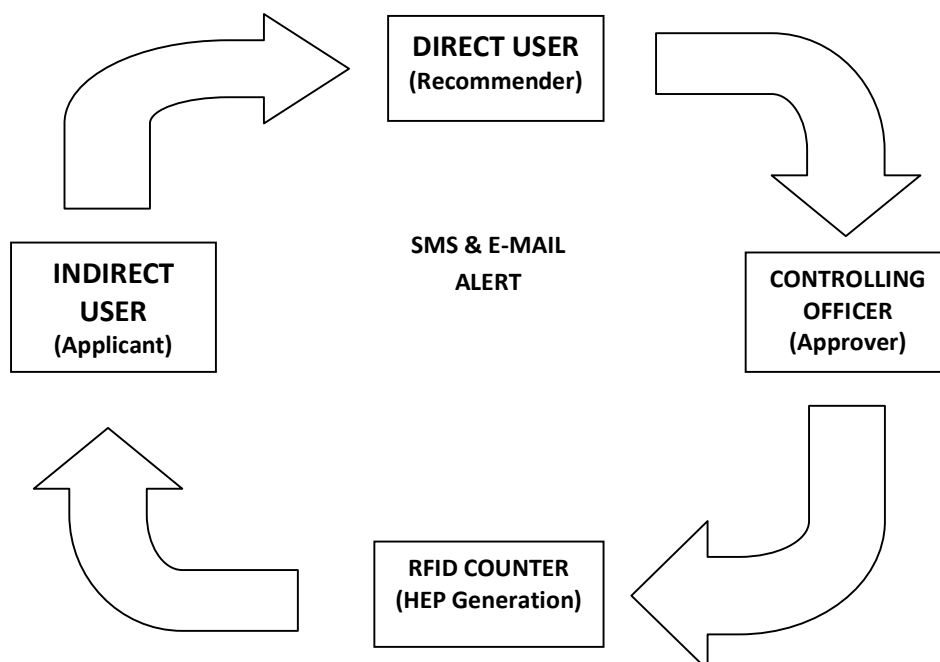 DIRECT USER
(Recommender)
SMS & E-MAIL
ALERT
INDIRECT
USER
(Applicant)
CONTROLLING
OFFICER
(Approver)
RFID COUNTER
(HEP Generation)